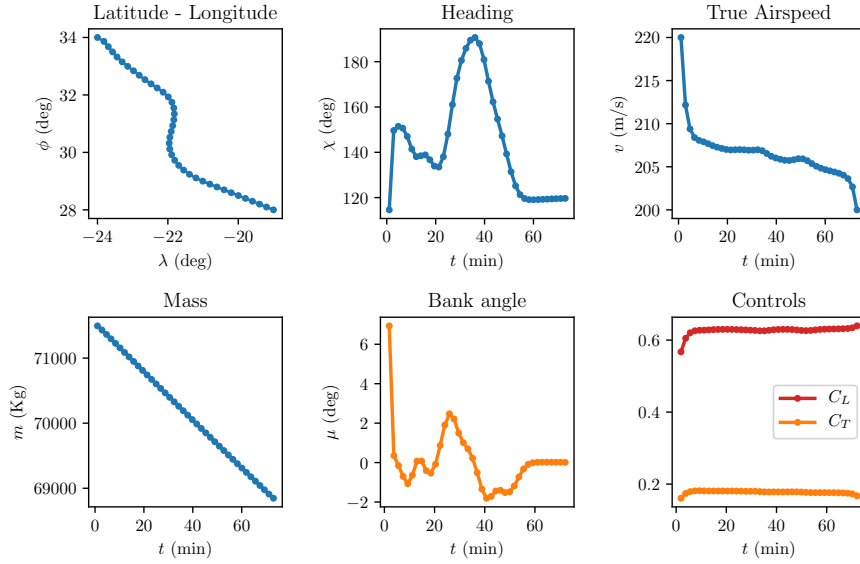 Latitude - Longitude
Heading
True Airspeed
34
32
30
28
ϕ (deg)
−24
−22
−20
λ (deg)
180
160
140
120
χ (deg)
0
20
40
60
t (min)
220
215
210
205
200
v (m/s)
0
20
40
60
t (min)
Mass
Bank angle
Controls
71000
70000
69000
m (Kg)
0
20
40
60
t (min)
6
4
2
0
−2
μ (deg)
0
20
40
60
t (min)
0.6
0.4
0.2
C_L
C_T
0
20
40
60
t (min)